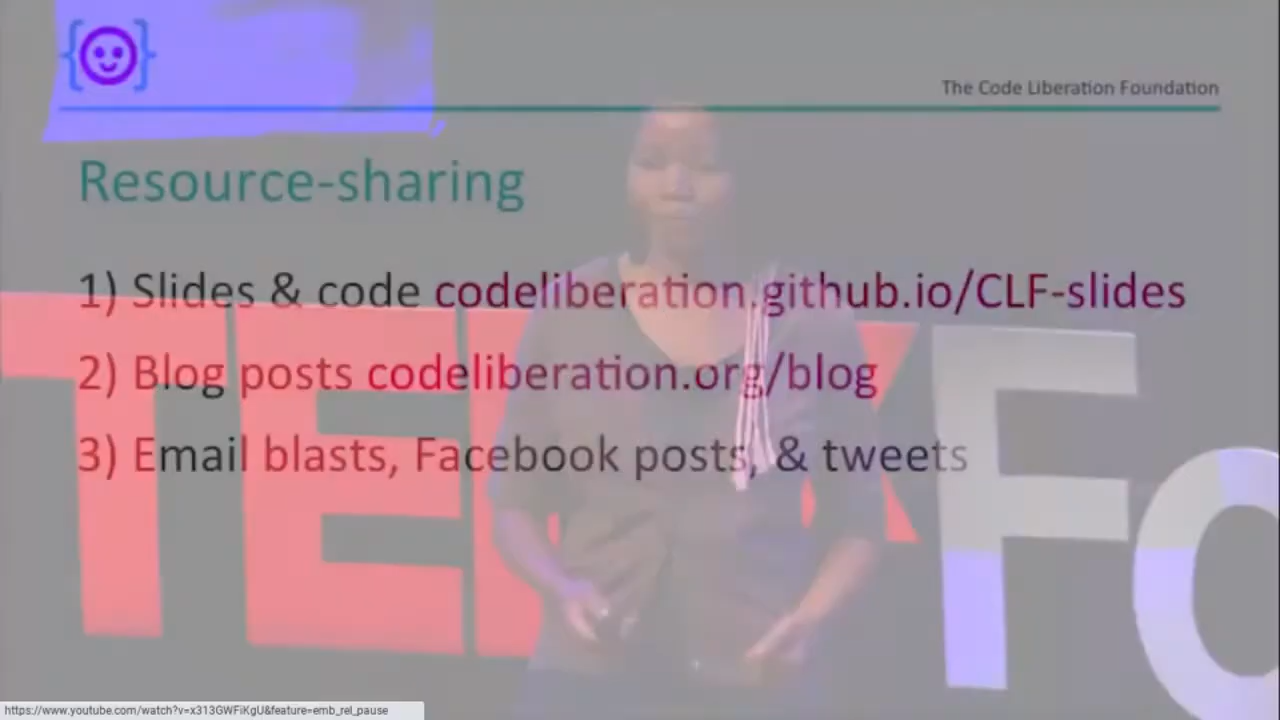 The Code Liberation Foundation
Resource-sharing
1) Slides & code codeliberation.github.io/CLF-slides
2) Blog posts codeliberation.org/blog
3) Email blasts, Facebook posts, & tweets
TEDxFo
https://www.youtube.com/watch?v=x313GWFiKgU&feature=emb_rel_pause